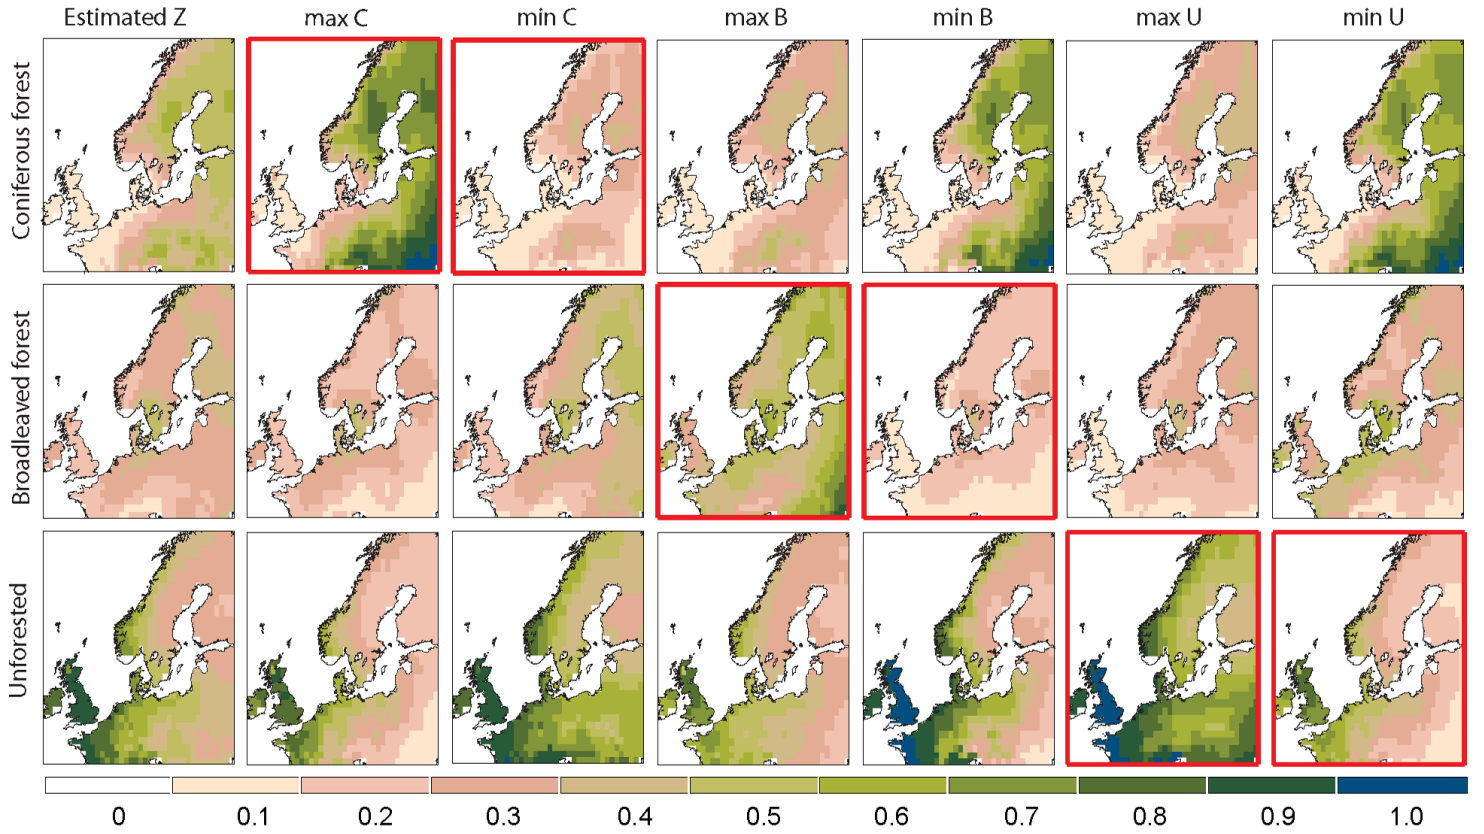 Estimated Z max C min C max B min B max U min U
Coniferous forest
Broadleaved forest
Unforested
0 0.1 0.2 0.3 0.4 0.5 0.6 0.7 0.8 0.9 1.0